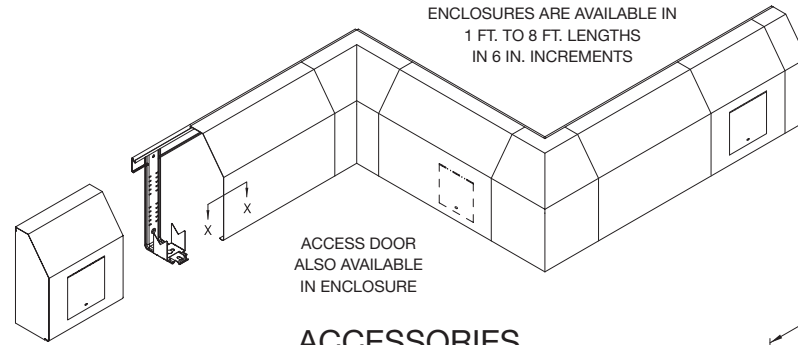 ENCLOSURES ARE AVAILABLE IN
1 FT. TO 8 FT. LENGTHS
IN 6 IN. INCREMENTS
X
X
ACCESS DOOR
ALSO AVAILABLE
IN ENCLOSURE
ACCESSORIES